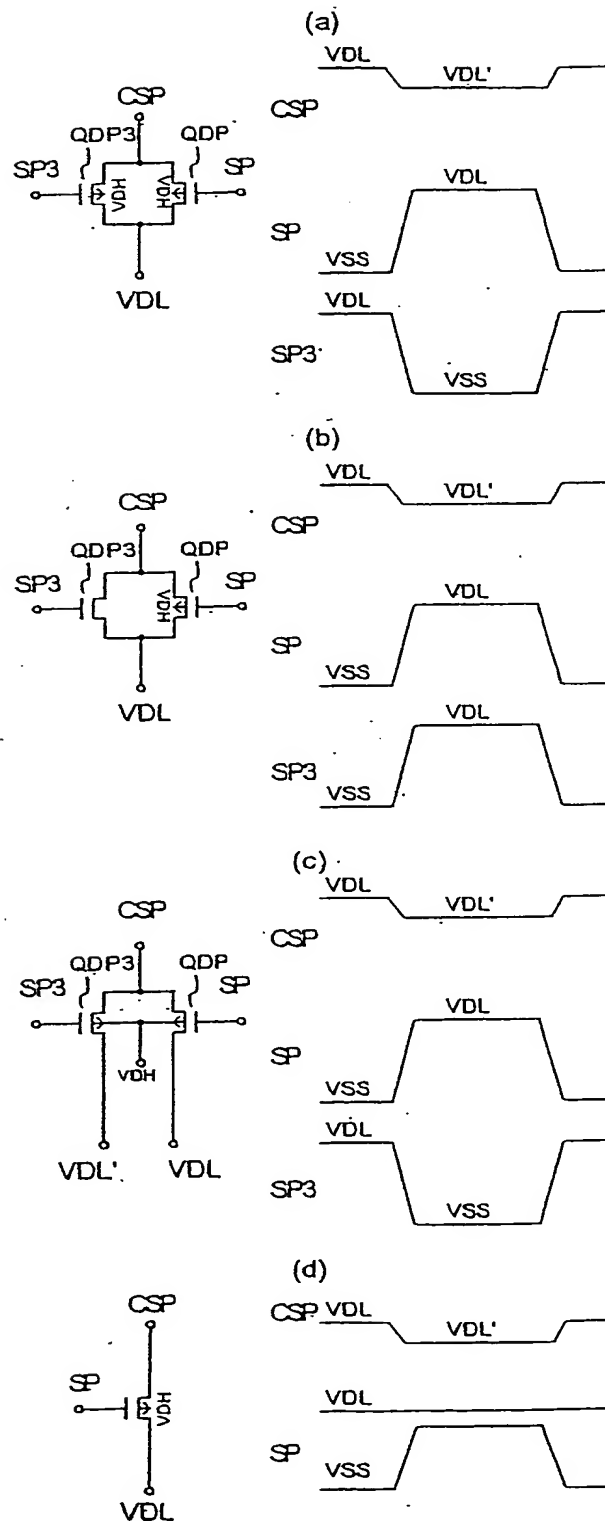 (a)
VDL
VDL'
CSP
CSP
QDP3
QDP
SP3
SP
VDH
VDH
VDL
VDL
SP
VSS
VDL
SP3
VSS
(b)
VDL
VDL'
CSP
CSP
QDP3
QDP
SP3
SP
VDH
VDL
VDL
SP
VSS
VDL
SP3
VSS
(c)
VDL
VDL'
CSP
CSP
SP3
QDP3
QDP
SP
VDH
VDL'
VDL
VDL
SP
VSS
VDL
SP3
VSS
(d)
CSP
CSP
VDL
VDL'
SP
VDH
VDL
VDL
SP
VSS